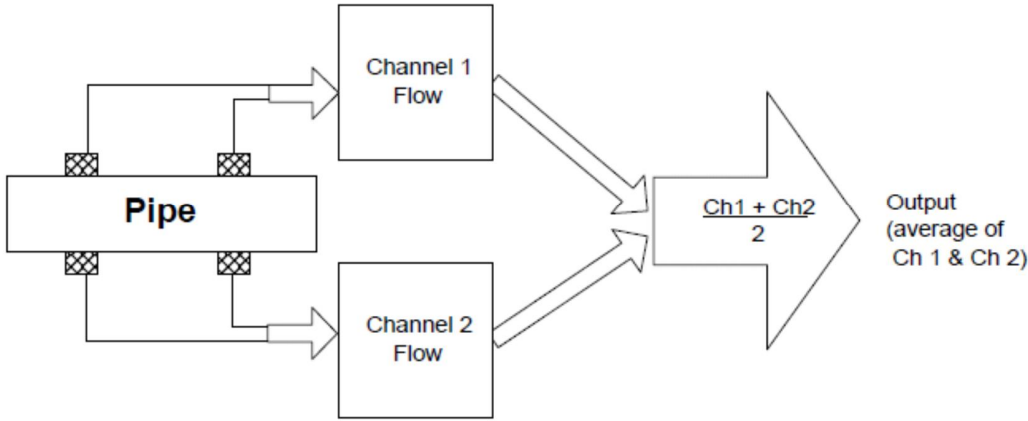 Channel 1
Flow
Pipe
Channel 2
Flow
Ch1 + Ch2
2
Output
(average of
Ch 1 & Ch 2)